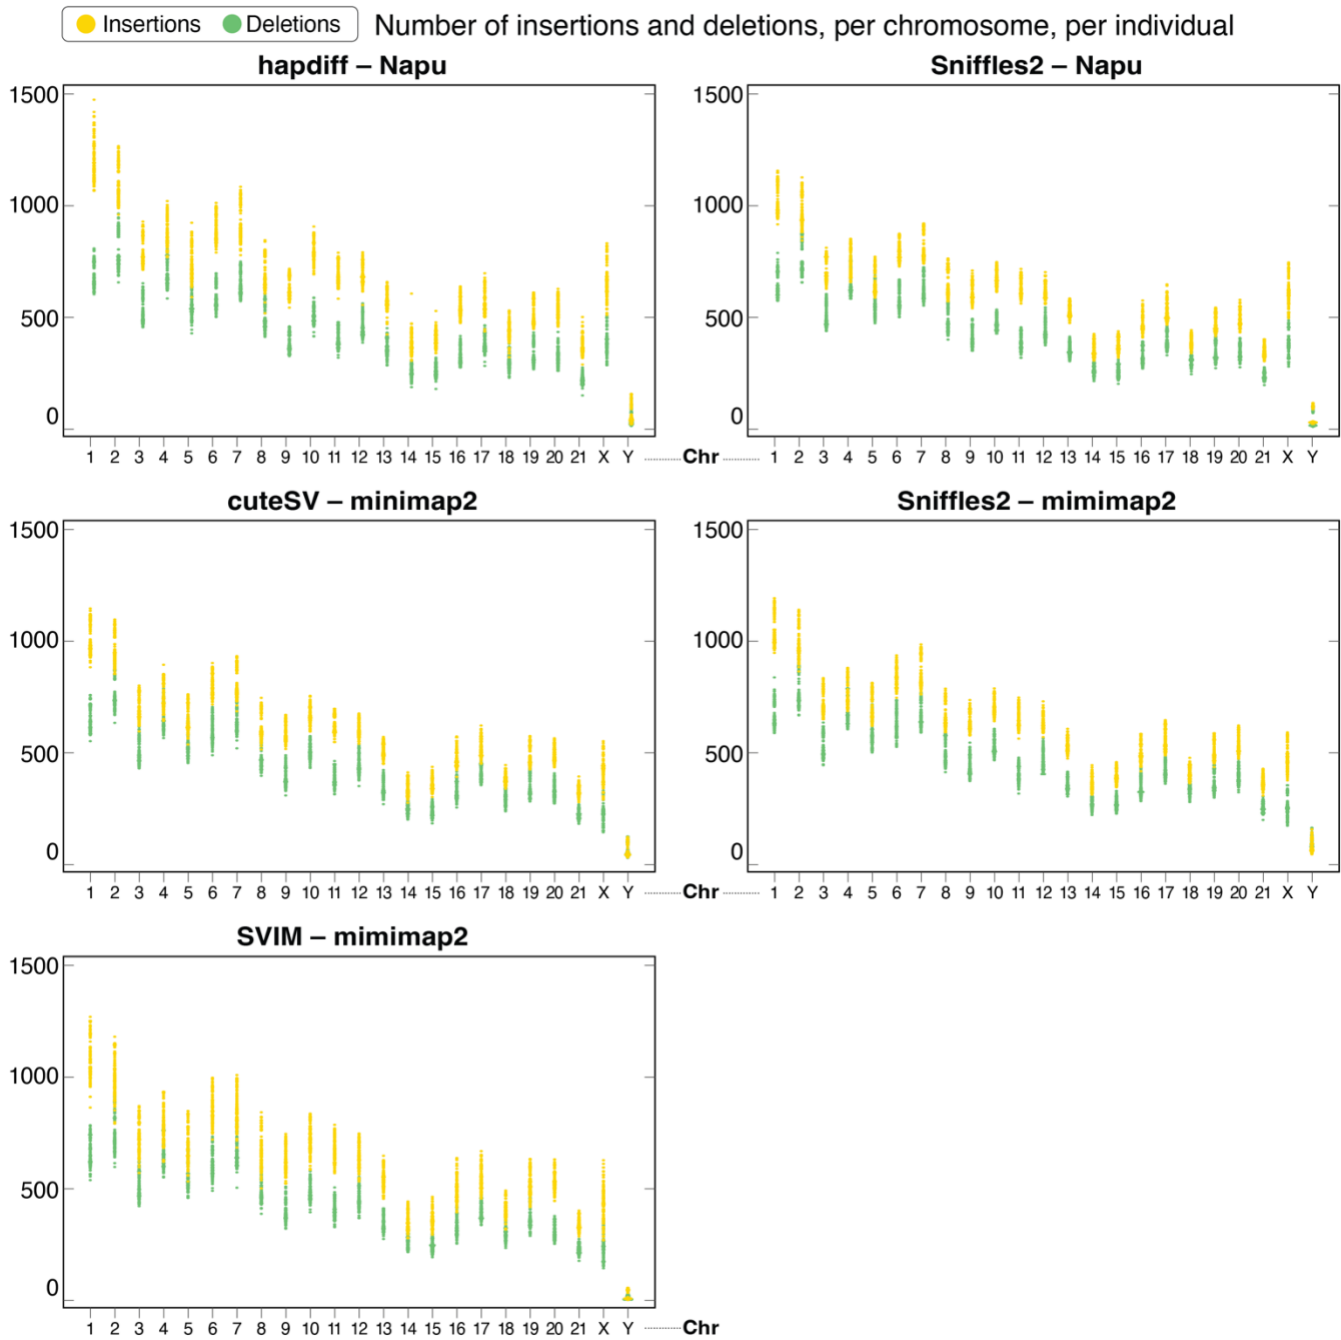 Insertions Deletions Number of insertions and deletions, per chromosome, per individual
hapdiff – Napu
1500
1000
500
0
1 2 3 4 5 6 7 8 9 10 11 12 13 14 15 16 17 18 19 20 21 X Y
Chr
Sniffles2 – Napu
1500
1000
500
0
1 2 3 4 5 6 7 8 9 10 11 12 13 14 15 16 17 18 19 20 21 X Y
cuteSV – minimap2
1500
1000
500
0
1 2 3 4 5 6 7 8 9 10 11 12 13 14 15 16 17 18 19 20 21 X Y
Chr
Sniffles2 – mimimap2
1500
1000
500
0
1 2 3 4 5 6 7 8 9 10 11 12 13 14 15 16 17 18 19 20 21 X Y
SVIM – mimimap2
1500
1000
500
0
1 2 3 4 5 6 7 8 9 10 11 12 13 14 15 16 17 18 19 20 21 X Y
Chr